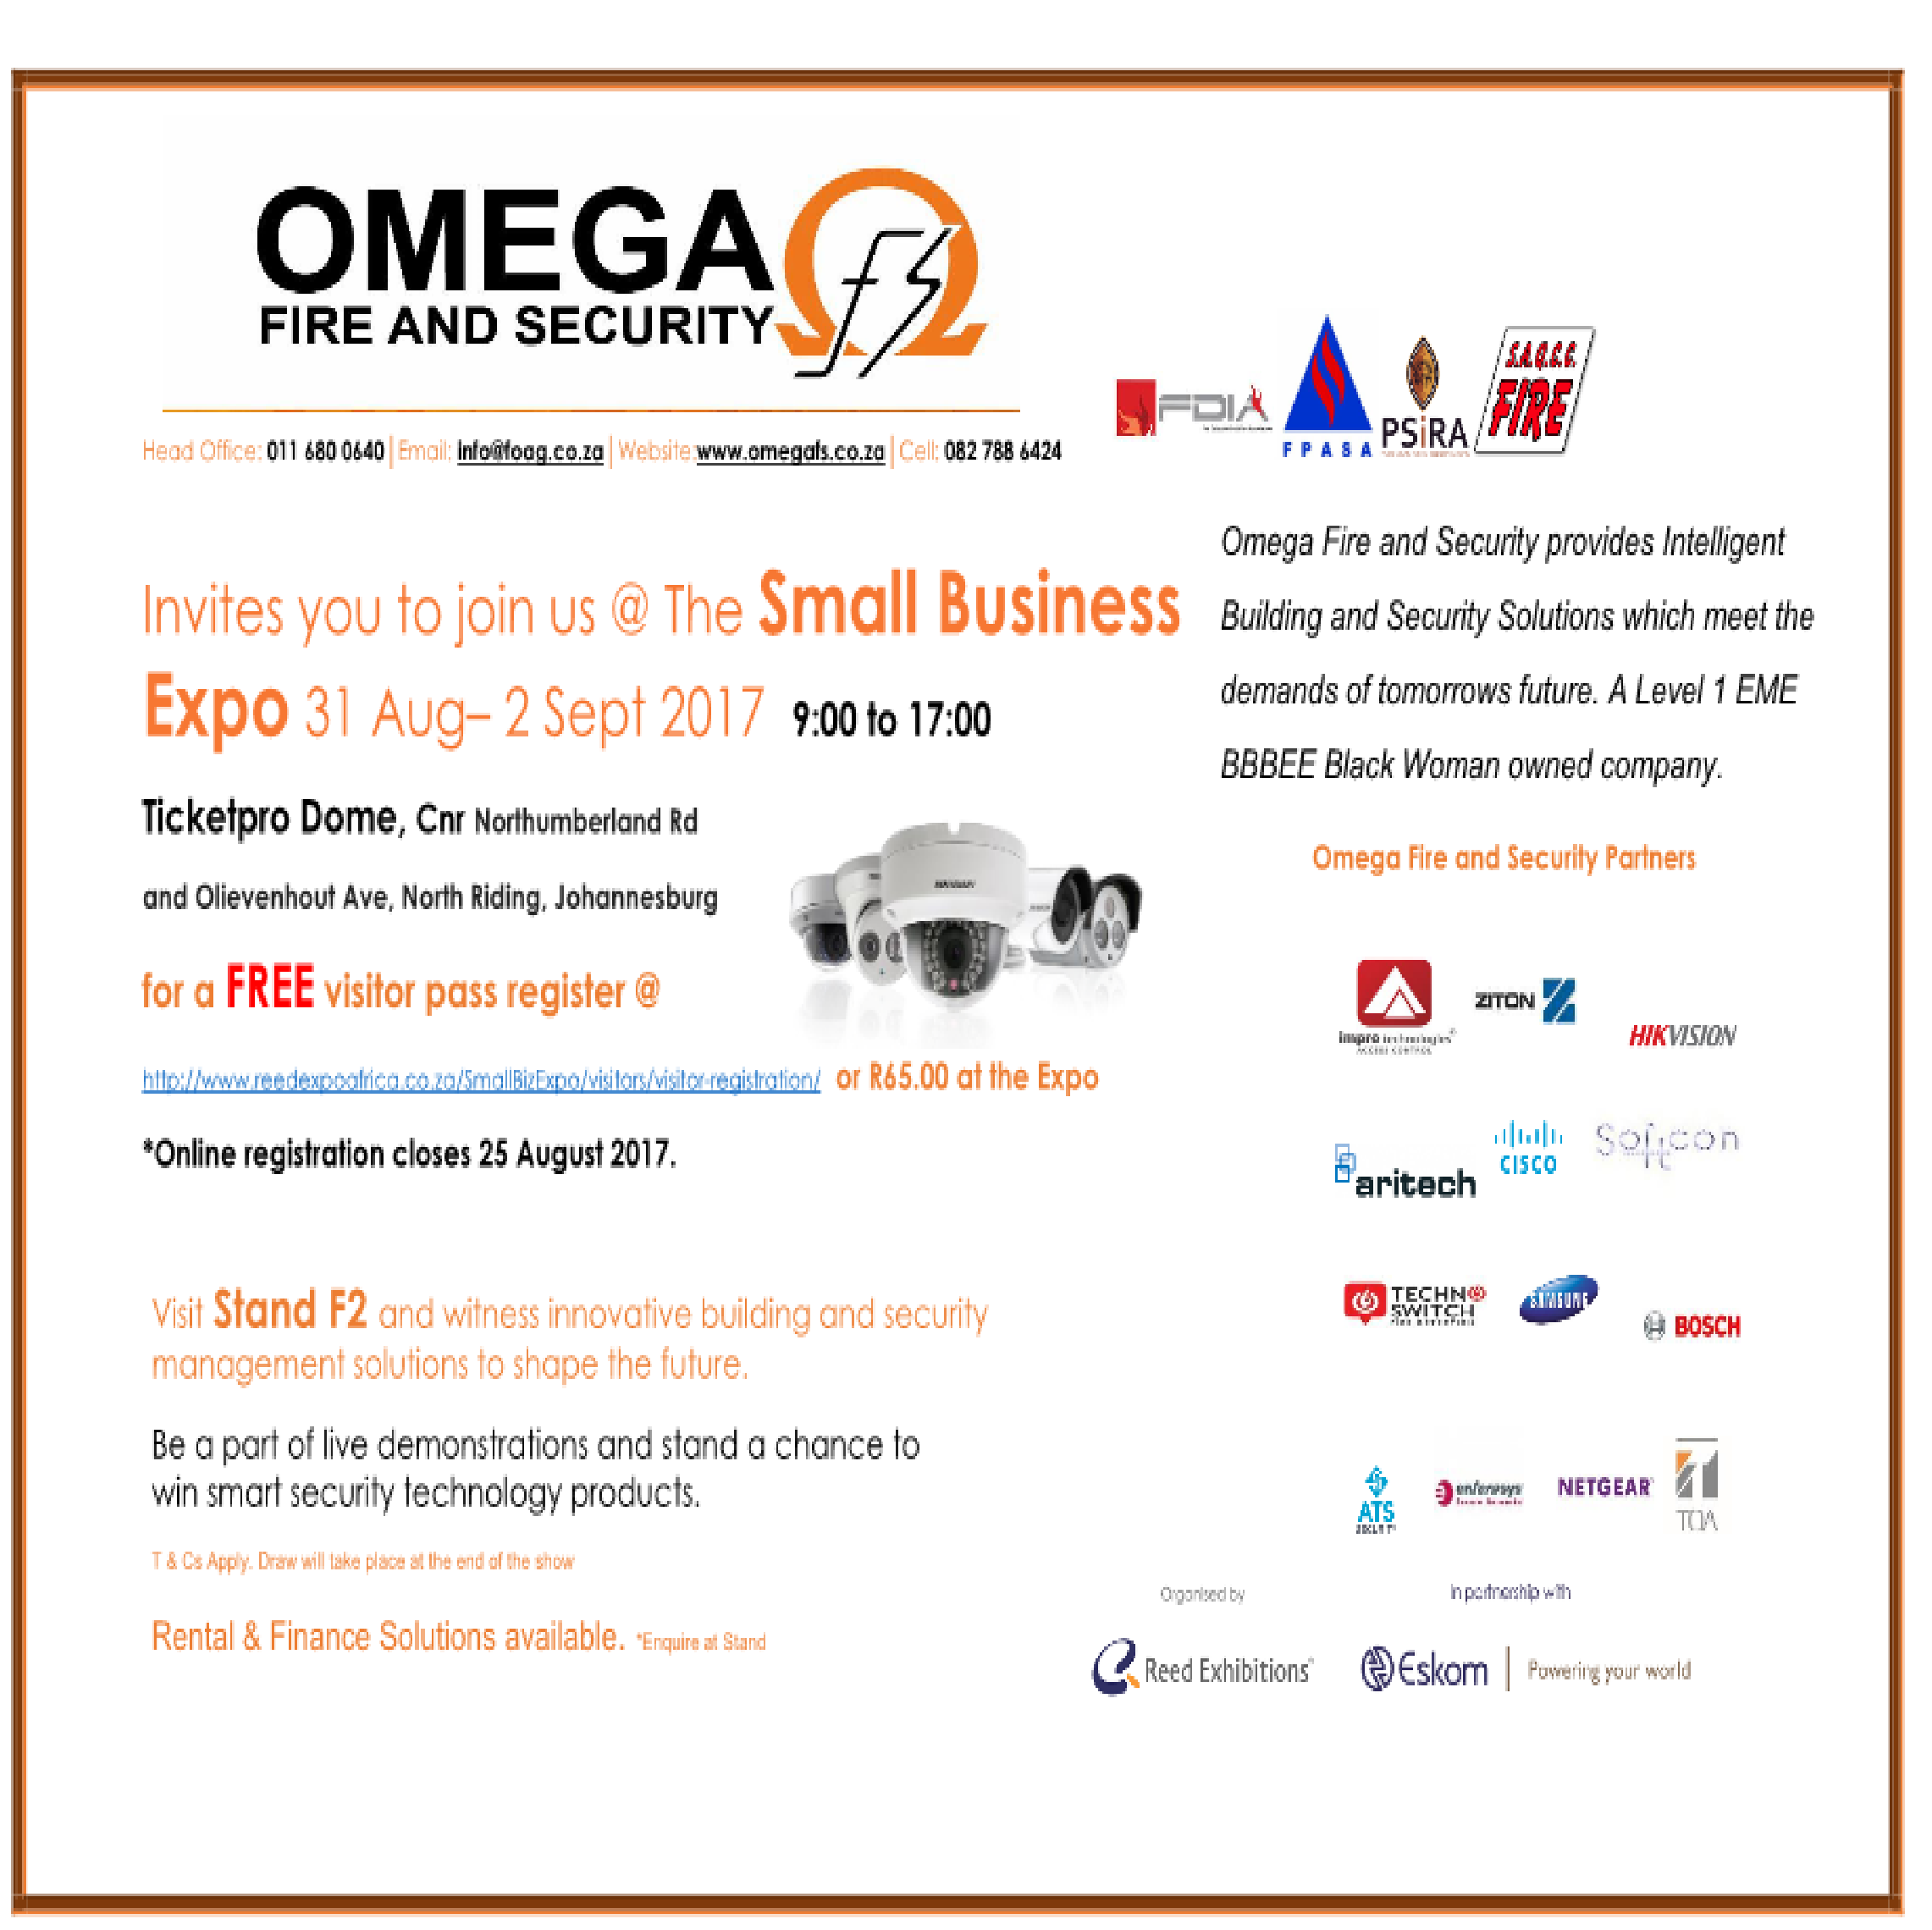 OMEGA
FIRE AND SECURITY
Head Office: 011 680 0640 | Email: info@foag.co.za | Website:www.omegafs.co.za | Cell: 082 788 6424
FDIA
FPASA
PSiRA
S.A.Q.C.C.
FIRE
Invites you to join us @ The Small Business
Expo 31 Aug– 2 Sept 2017 9:00 to 17:00
Ticketpro Dome, Cnr Northumberland Rd
and Olievenhout Ave, North Riding, Johannesburg
for a FREE visitor pass register @
http://www.reedexpoafrica.co.za/SmallBizExpo/visitors/visitor-registration/ or R65.00 at the Expo
*Online registration closes 25 August 2017.
Visit Stand F2 and witness innovative building and security
management solutions to shape the future.
Be a part of live demonstrations and stand a chance to
win smart security technology products.
T & Cs Apply. Draw will take place at the end of the show
Rental & Finance Solutions available. *Enquire at Stand
Omega Fire and Security provides Intelligent
Building and Security Solutions which meet the
demands of tomorrows future. A Level 1 EME
BBBEE Black Woman owned company.
Omega Fire and Security Partners
impro technologies
ACCESS CONTROL
ZITON
HIKVISION
aritech
CISCO
Softcon
TECHNO
SWITCH
SAMSUNG
BOSCH
ATS
enterasys
NETGEAR
TOA
Organised by
Reed Exhibitions
in partnership with
Eskom | Powering your world